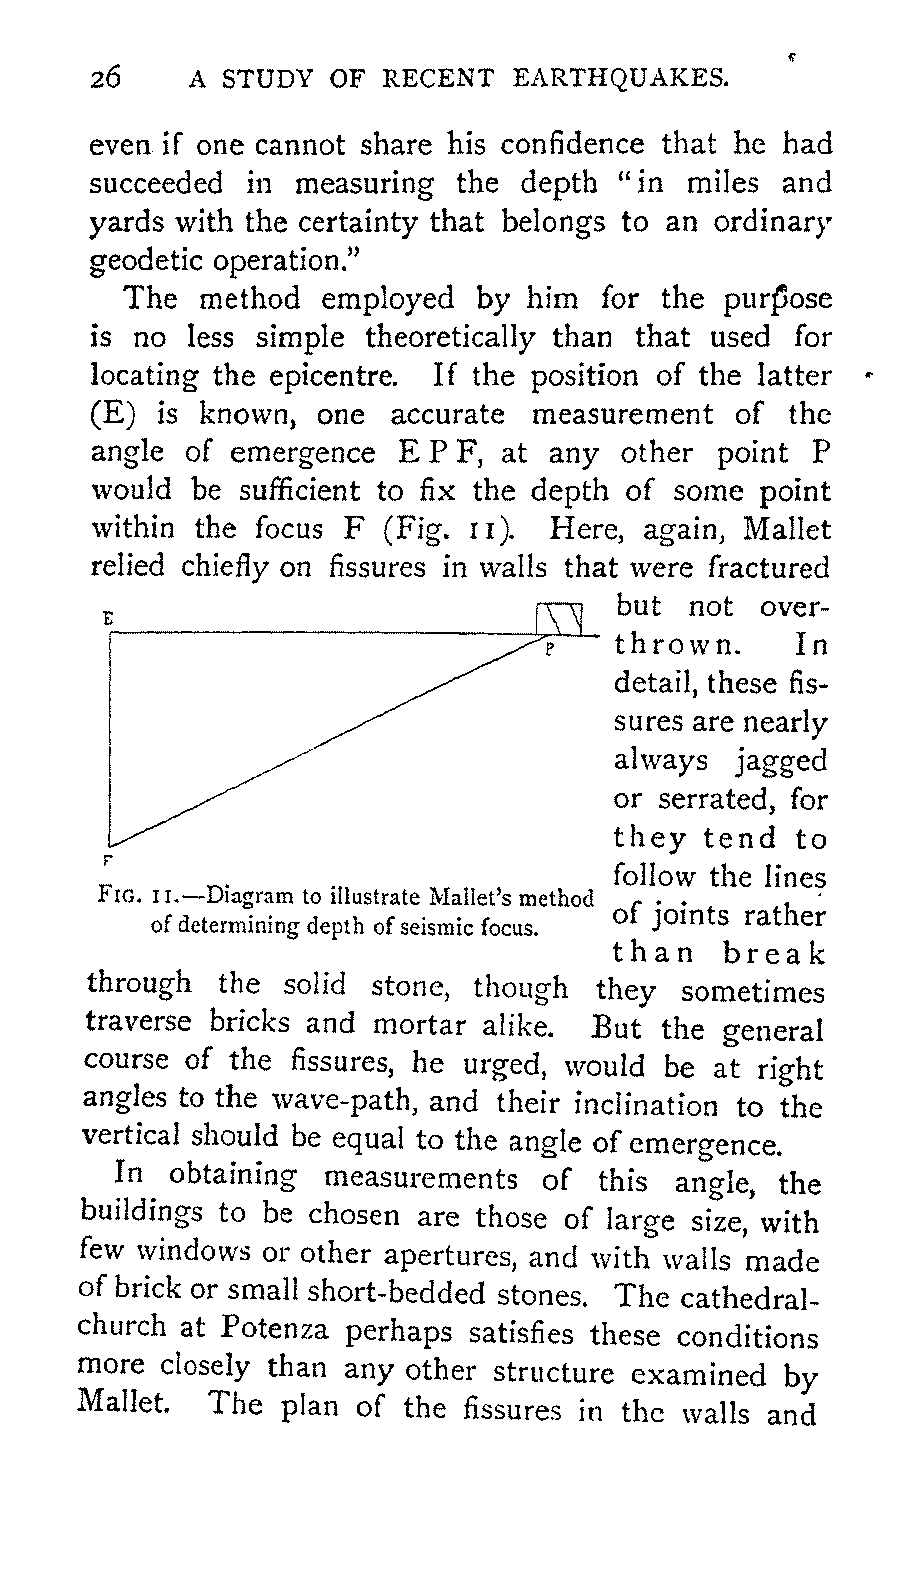 26 A STUDY OF RECENT EARTHQUAKES.
even if one cannot share his confidence that he had
succeeded in measuring the depth "in miles and
yards with the certainty that belongs to an ordinary
geodetic operation."
The method employed by him for the purpose
is no less simple theoretically than that used for
locating the epicentre. If the position of the latter
(E) is known, one accurate measurement of the
angle of emergence E P F, at any other point P
would be sufficient to fix the depth of some point
within the focus F (Fig. 11). Here, again, Mallet
relied chiefly on fissures in walls that were fractured
but not over-
thrown. In
detail, these fis-
sures are nearly
always jagged
or serrated, for
they tend to
follow the lines
of joints rather
than break
E
P
F
FIG. 11.—Diagram to illustrate Mallet's method
of determining depth of seismic focus.
through the solid stone, though they sometimes
traverse bricks and mortar alike. But the general
course of the fissures, he urged, would be at right
angles to the wave-path, and their inclination to the
vertical should be equal to the angle of emergence.
In obtaining measurements of this angle, the
buildings to be chosen are those of large size, with
few windows or other apertures, and with walls made
of brick or small short-bedded stones. The cathedral-
church at Potenza perhaps satisfies these conditions
more closely than any other structure examined by
Mallet. The plan of the fissures in the walls and